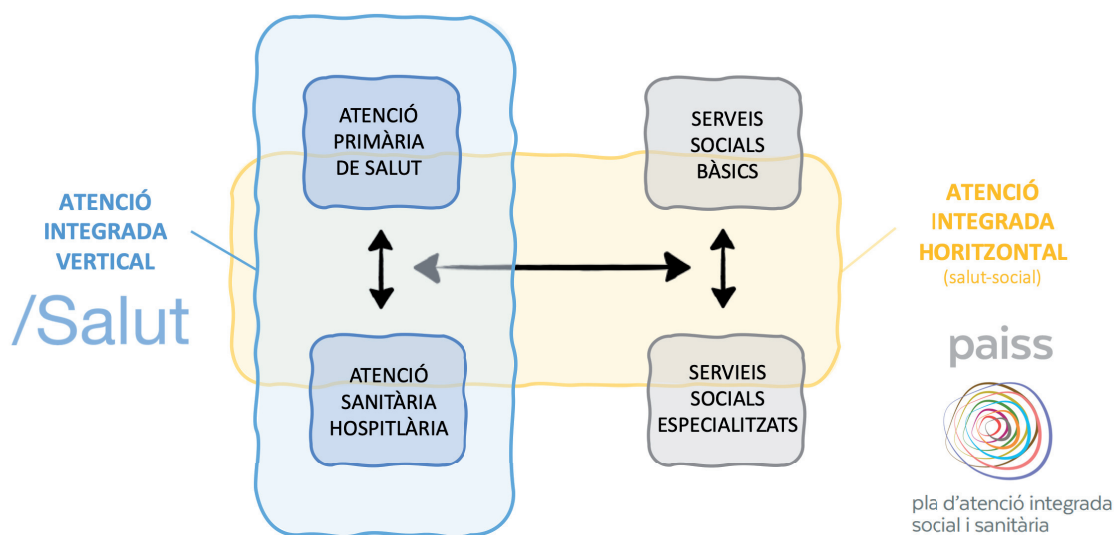 ATENCIÓ
PRIMÀRIA
DE SALUT
SERVEIS
SOCIALS
BÀSICS
ATENCIÓ
INTEGRADA
VERTICAL
/Salut
ATENCIÓ
INTEGRADA
HORITZONTAL
(salut-social)
ATENCIÓ
SANITÀRIA
HOSPITLÀRIA
SERVIEIS
SOCIALS
ESPECIALITZATS
paiss
pla d'atenció integrada
social i sanitària